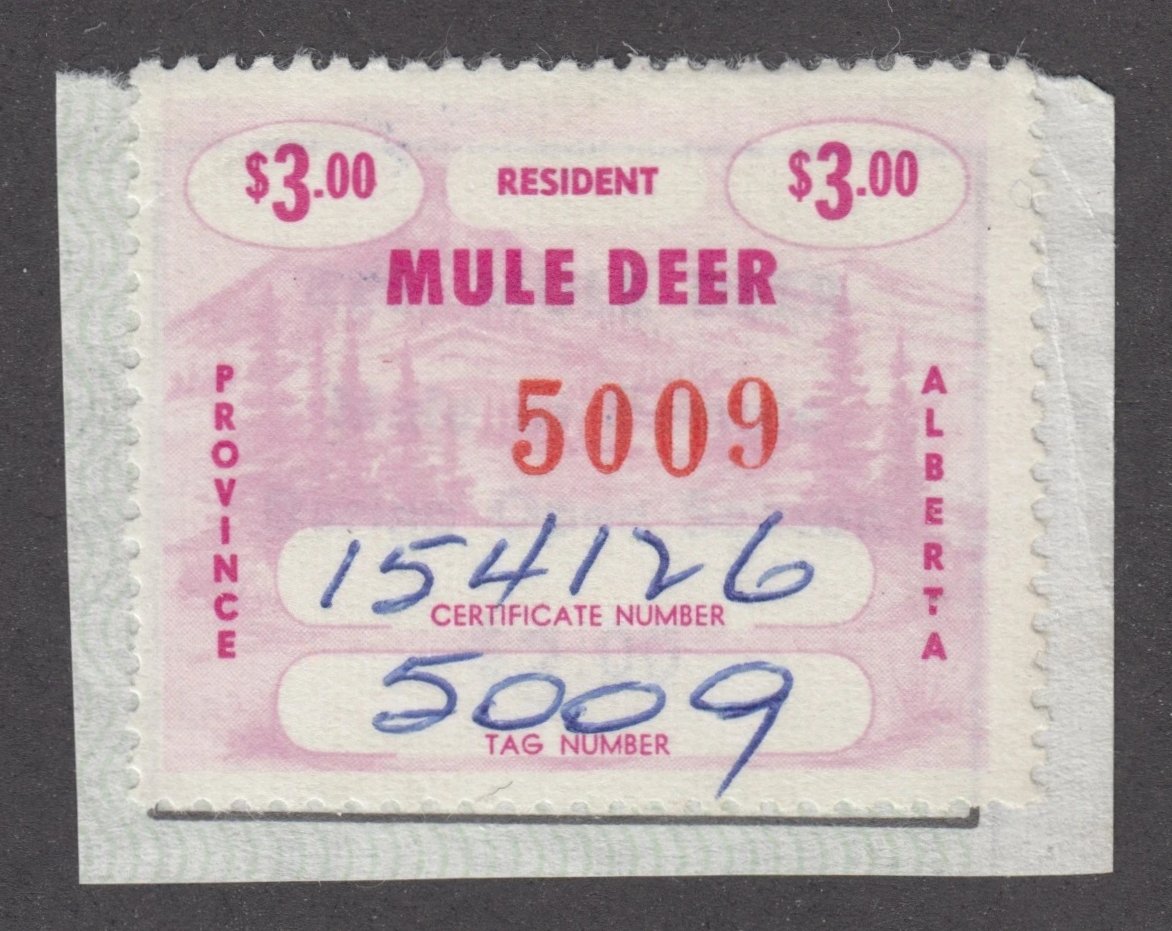 $3.00 RESIDENT $3.00
MULE DEER
PROVINCE
ALBERTA
5009
154126
CERTIFICATE NUMBER
5009
TAG NUMBER